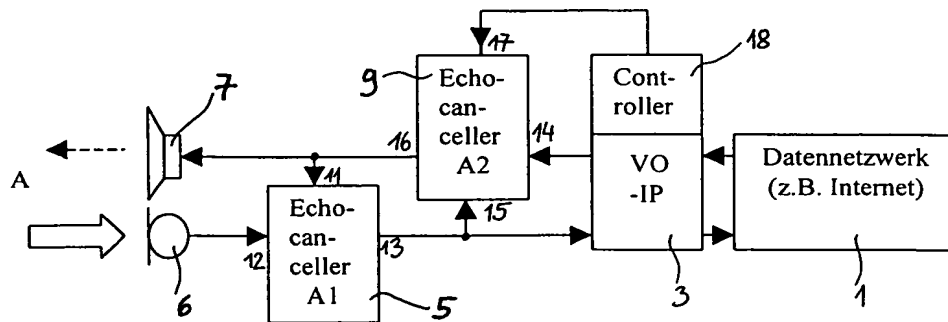 17
18
9
Echo-
can-
celler
A2
Cont-
roller
7
16
14
VO
-IP
Datennetzwerk
(z.B. Internet)
A
11
15
Echo-
can-
celler
A1
12
13
6
5
3
1